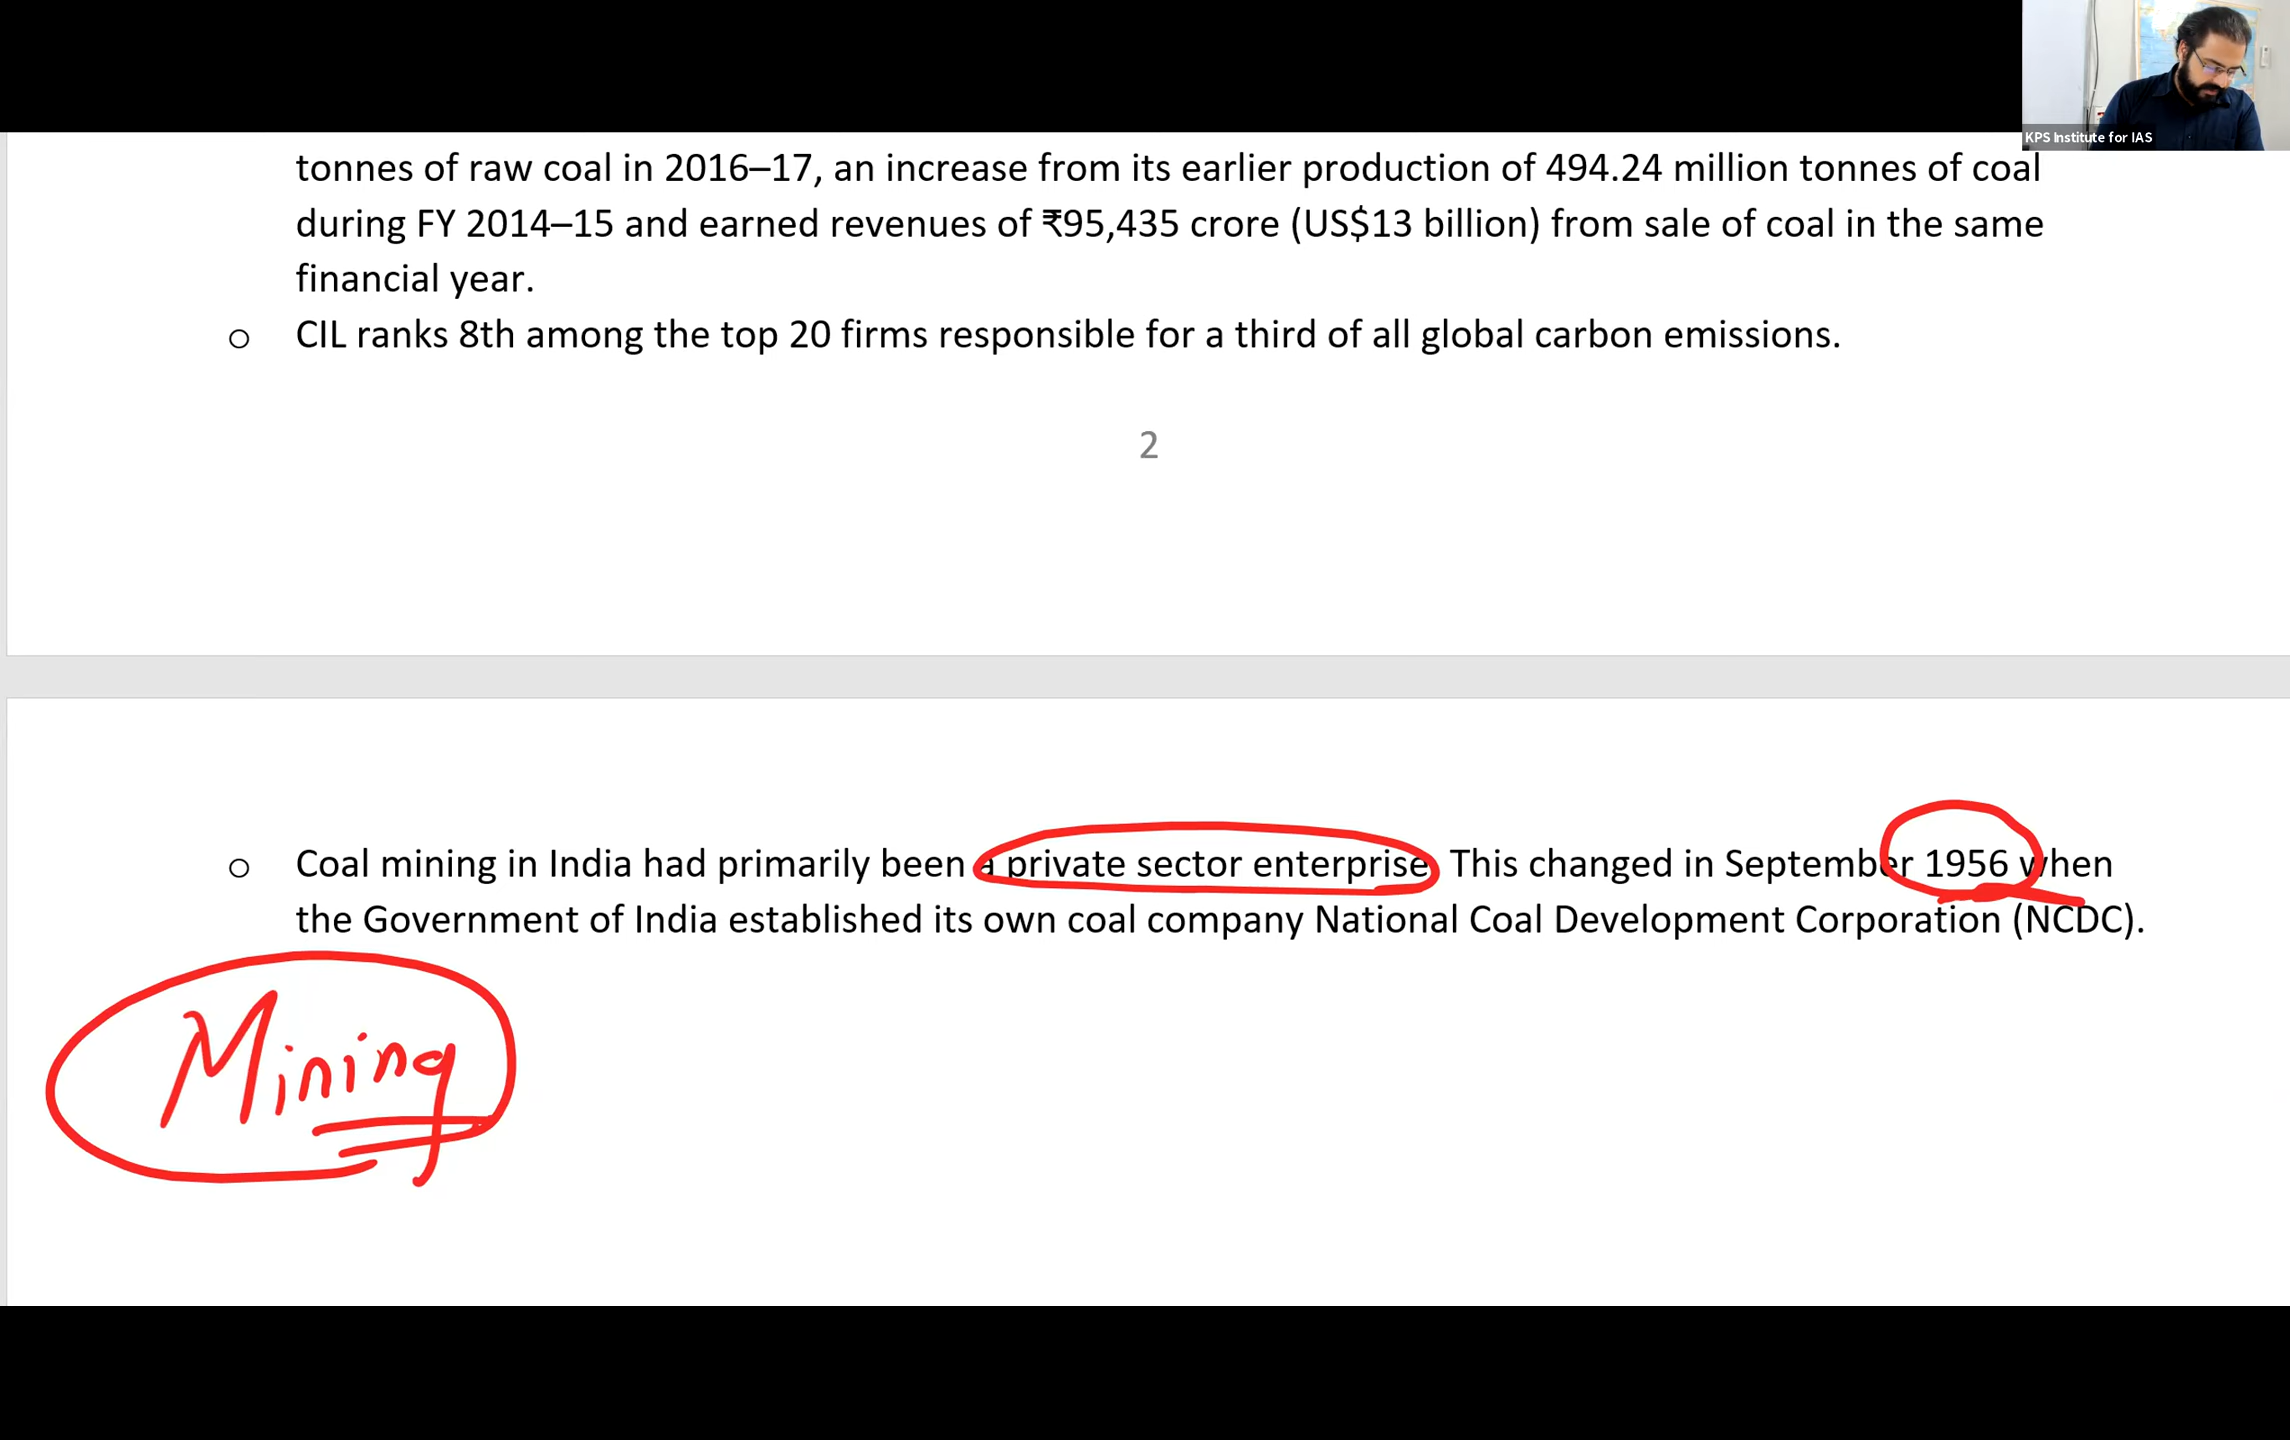 KPS Institute for IAS
tonnes of raw coal in 2016–17, an increase from its earlier production of 494.24 million tonnes of coal
during FY 2014–15 and earned revenues of ₹95,435 crore (US$13 billion) from sale of coal in the same
financial year.
o CIL ranks 8th among the top 20 firms responsible for a third of all global carbon emissions.
2
o Coal mining in India had primarily been a private sector enterprise. This changed in September 1956 when
the Government of India established its own coal company National Coal Development Corporation (NCDC).
Mining